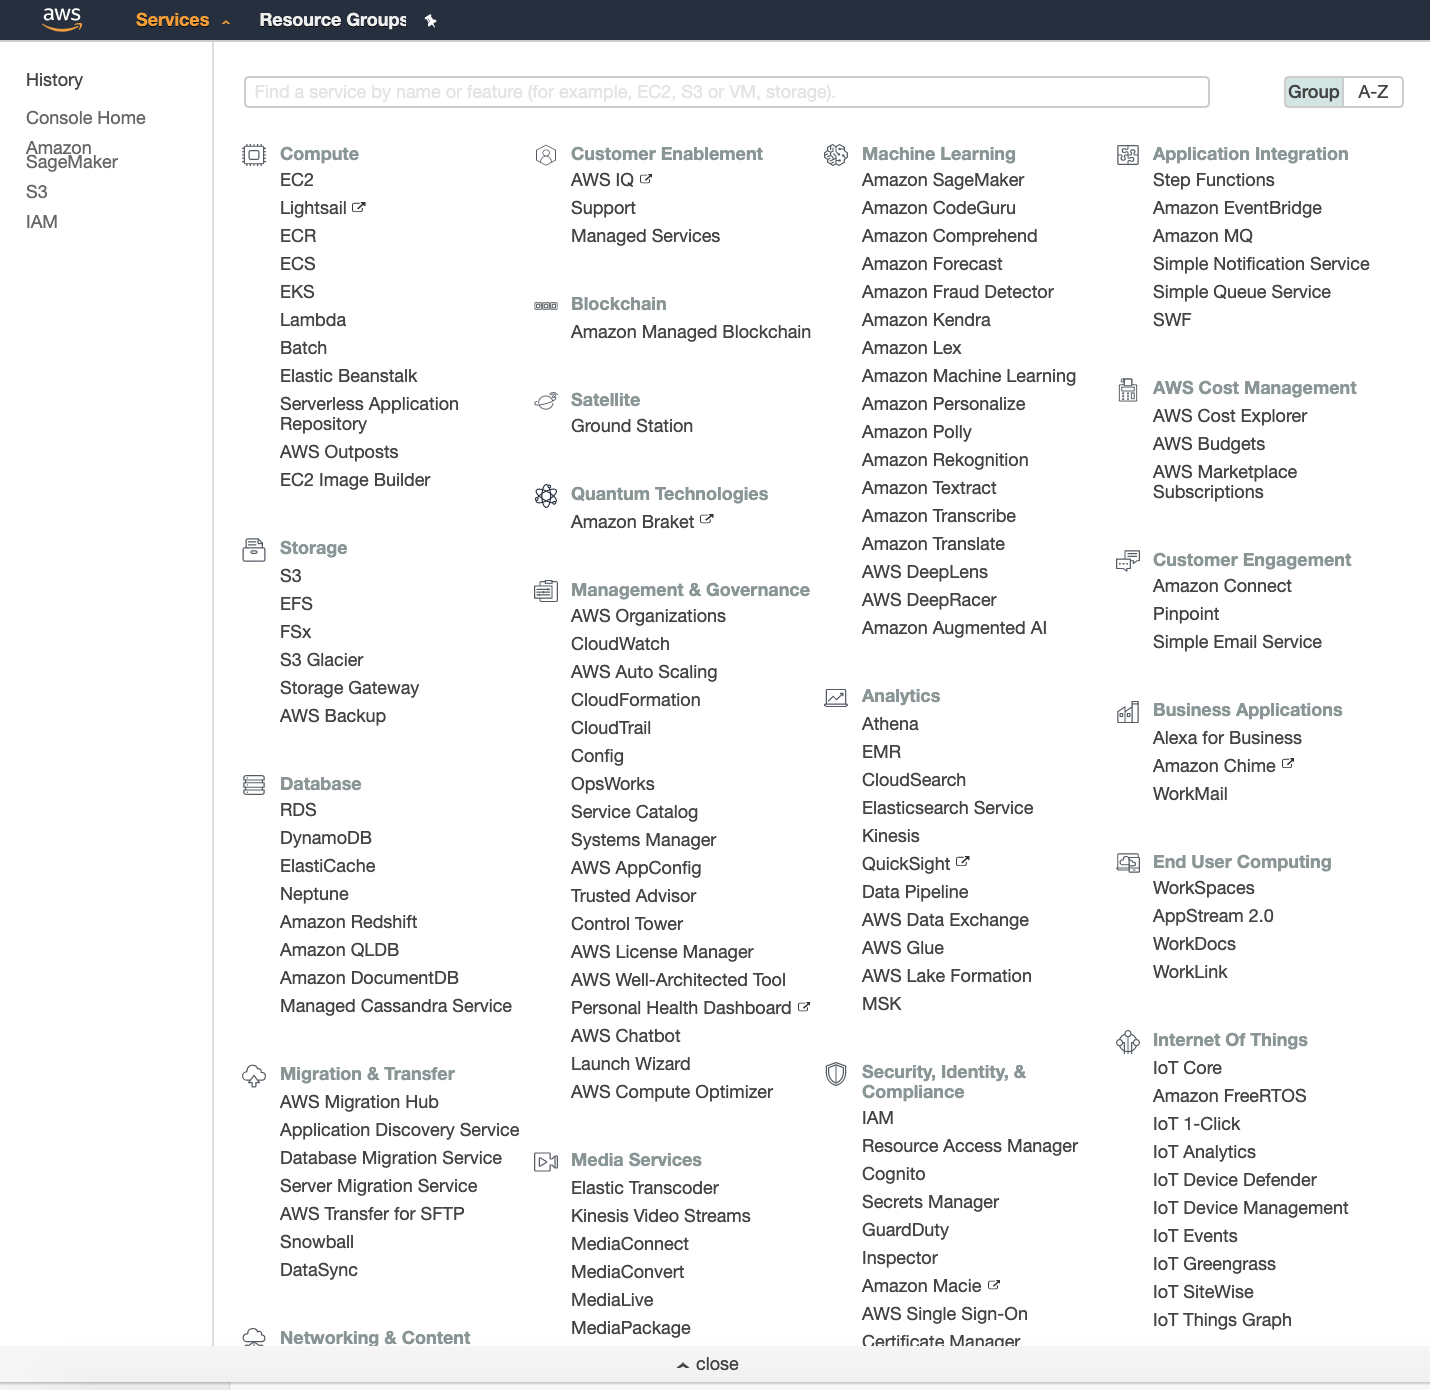 aws
Services
Resource Groups
History
Console Home
Amazon
SageMaker
S3
IAM
Find a service by name or feature (for example, EC2, S3 or VM, storage).
Group
A-Z
Compute
EC2
Lightsail
ECR
ECS
EKS
Lambda
Batch
Elastic Beanstalk
Serverless Application
Repository
AWS Outposts
EC2 Image Builder
Storage
S3
EFS
FSx
S3 Glacier
Storage Gateway
AWS Backup
Database
RDS
DynamoDB
ElastiCache
Neptune
Amazon Redshift
Amazon QLDB
Amazon DocumentDB
Managed Cassandra Service
Migration & Transfer
AWS Migration Hub
Application Discovery Service
Database Migration Service
Server Migration Service
AWS Transfer for SFTP
Snowball
DataSync
Networking & Content
Customer Enablement
AWS IQ
Support
Managed Services
Blockchain
Amazon Managed Blockchain
Satellite
Ground Station
Quantum Technologies
Amazon Braket
Management & Governance
AWS Organizations
CloudWatch
AWS Auto Scaling
CloudFormation
CloudTrail
Config
OpsWorks
Service Catalog
Systems Manager
AWS AppConfig
Trusted Advisor
Control Tower
AWS License Manager
AWS Well-Architected Tool
Personal Health Dashboard
AWS Chatbot
Launch Wizard
AWS Compute Optimizer
Media Services
Elastic Transcoder
Kinesis Video Streams
MediaConnect
MediaConvert
MediaLive
MediaPackage
Machine Learning
Amazon SageMaker
Amazon CodeGuru
Amazon Comprehend
Amazon Forecast
Amazon Fraud Detector
Amazon Kendra
Amazon Lex
Amazon Machine Learning
Amazon Personalize
Amazon Polly
Amazon Rekognition
Amazon Textract
Amazon Transcribe
Amazon Translate
AWS DeepLens
AWS DeepRacer
Amazon Augmented AI
Analytics
Athena
EMR
CloudSearch
Elasticsearch Service
Kinesis
QuickSight
Data Pipeline
AWS Data Exchange
AWS Glue
AWS Lake Formation
MSK
Security, Identity, &
Compliance
IAM
Resource Access Manager
Cognito
Secrets Manager
GuardDuty
Inspector
Amazon Macie
AWS Single Sign-On
Certificate Manager
Application Integration
Step Functions
Amazon EventBridge
Amazon MQ
Simple Notification Service
Simple Queue Service
SWF
AWS Cost Management
AWS Cost Explorer
AWS Budgets
AWS Marketplace
Subscriptions
Customer Engagement
Amazon Connect
Pinpoint
Simple Email Service
Business Applications
Alexa for Business
Amazon Chime
WorkMail
End User Computing
WorkSpaces
AppStream 2.0
WorkDocs
WorkLink
Internet Of Things
IoT Core
Amazon FreeRTOS
IoT 1-Click
IoT Analytics
IoT Device Defender
IoT Device Management
IoT Events
IoT Greengrass
IoT SiteWise
IoT Things Graph
close